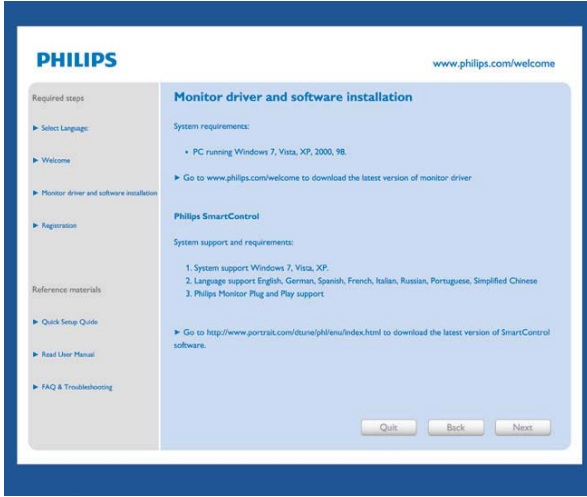 PHILIPS
www.philips.com/welcome
Required steps
▶ Select Language:
▶ Welcome
▶ Monitor driver and software installation
▶ Registration
Reference materials
▶ Quick Setup Guide
▶ Read User Manual
▶ FAQ & Troubleshooting
Monitor driver and software installation
System requirements:
• PC running Windows 7, Vista, XP, 2000, 98.
▶ Go to www.philips.com/welcome to download the latest version of monitor driver
Philips SmartControl
System support and requirements:
1. System support Windows 7, Vista, XP.
2. Language support English, German, Spanish, French, Italian, Russian, Portuguese, Simplified Chinese
3. Philips Monitor Plug and Play support
▶ Go to http://www.portrait.com/dtune/phl/enu/index.html to download the latest version of SmartControl
software.
Quit
Back
Next